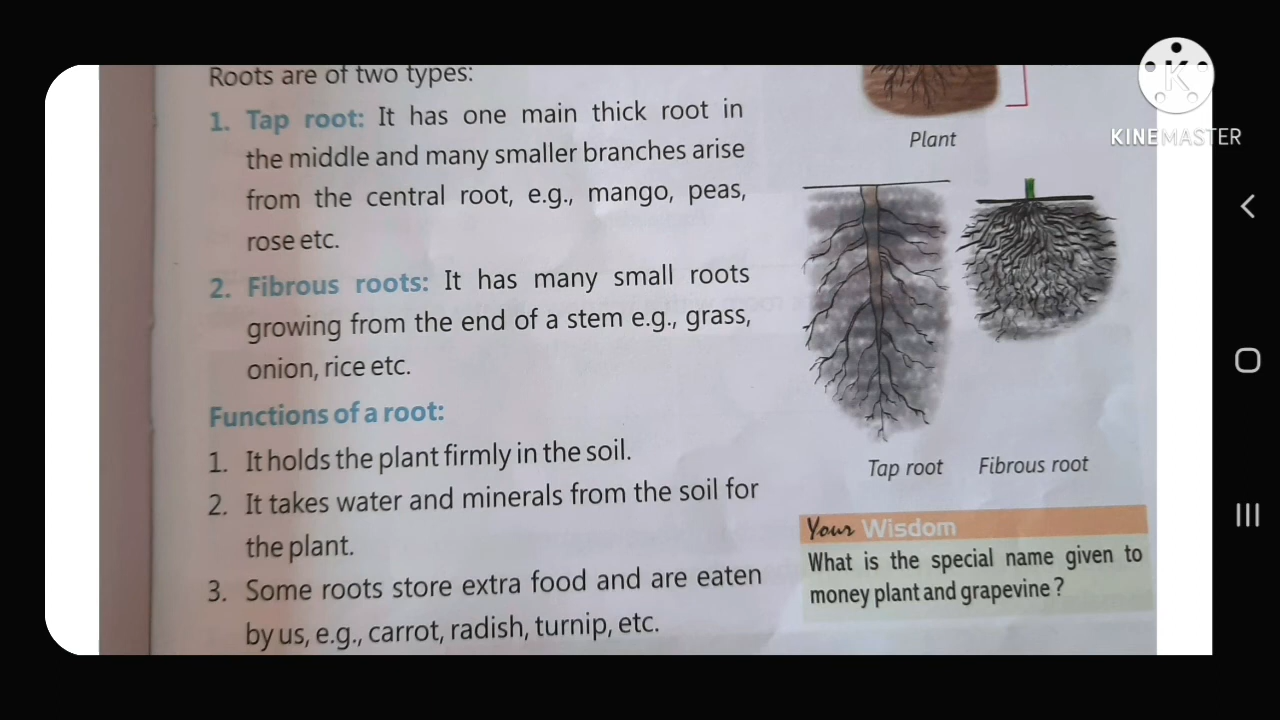 Roots are of two types:
1. Tap root: It has one main thick root in
the middle and many smaller branches arise
from the central root, e.g., mango, peas,
rose etc.
2. Fibrous roots: It has many small roots
growing from the end of a stem e.g., grass,
onion, rice etc.
Functions of a root:
1. It holds the plant firmly in the soil.
2. It takes water and minerals from the soil for
the plant.
3. Some roots store extra food and are eaten
by us, e.g., carrot, radish, turnip, etc.
Plant
Tap root
Fibrous root
Your Wisdom
What is the special name given to
money plant and grapevine ?
K
KINEMASTER